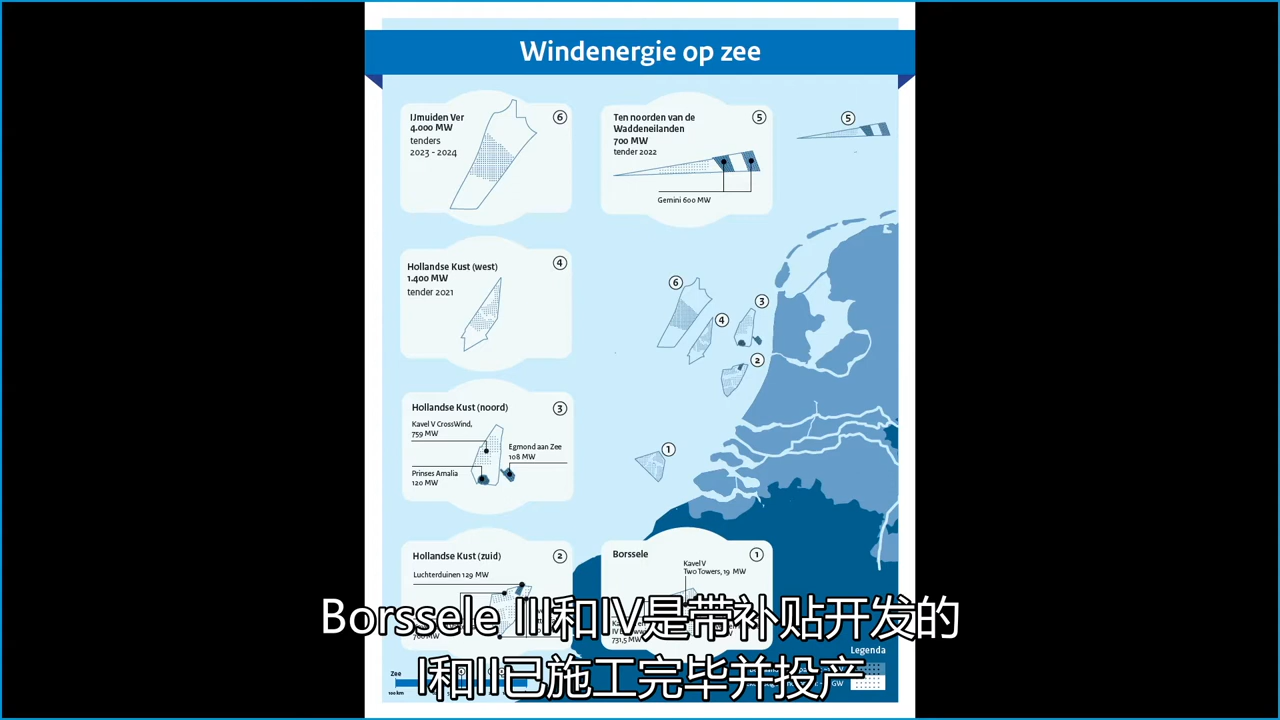 Windenergie op zee
IJmuiden Ver
4.000 MW
tenders
2023 - 2024
6
Ten noorden van de
Waddeneilanden
700 MW
tender 2022
5
Gemini 600 MW
5
Hollandse Kust (west)
1.400 MW
tender 2021
4
6
4
3
2
1
Hollandse Kust (noord)
3
Kavel V CrossWind,
759 MW
Egmond aan Zee
108 MW
Prinses Amalia
120 MW
Hollandse Kust (zuid)
2
Luchterduinen 129 MW
Borssele
1
Kavel V
Two Towers, 19 MW
731,5 MW
Legenda
Zee
100 km
GW
Borssele III和IV是带补贴开发的
I和II已施工完毕并投产